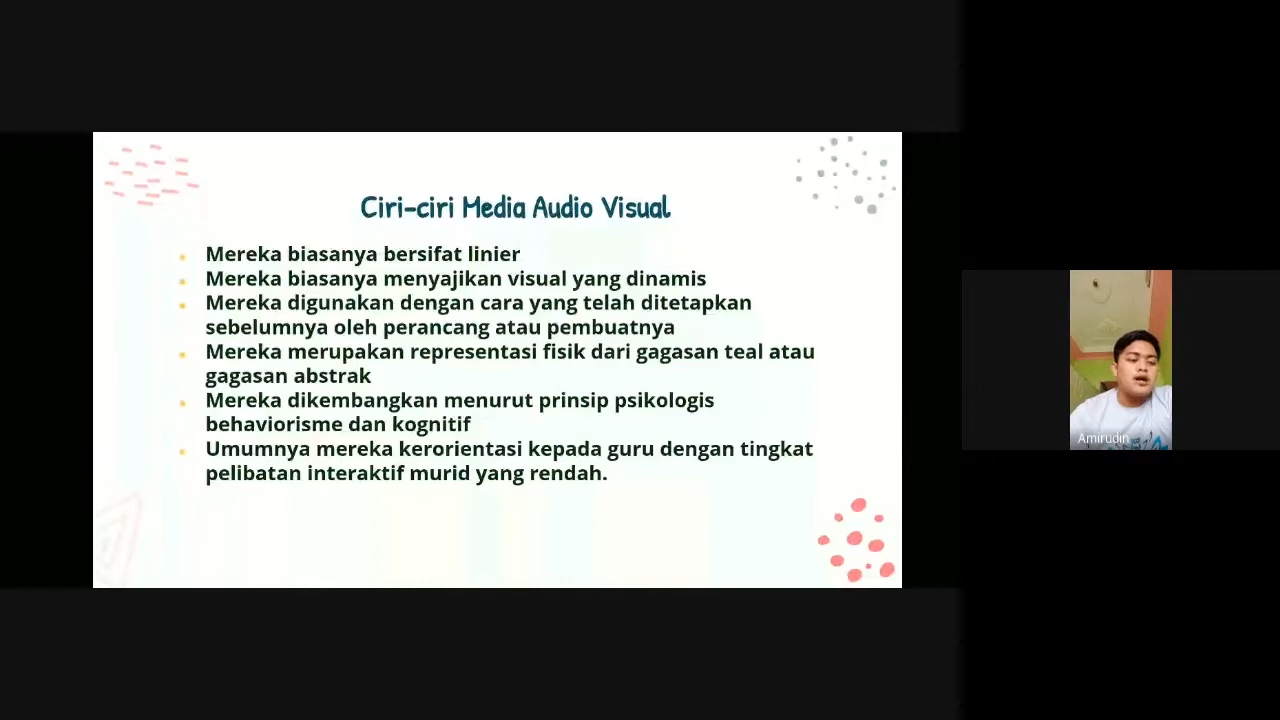 Ciri-ciri Media Audio Visual
Mereka biasanya bersifat linier
Mereka biasanya menyajikan visual yang dinamis
Mereka digunakan dengan cara yang telah ditetapkan
sebelumnya oleh perancang atau pembuatnya
Mereka merupakan representasi fisik dari gagasan teal atau
gagasan abstrak
Mereka dikembangkan menurut prinsip psikologis
behaviorisme dan kognitif
Umumnya mereka kerorientasi kepada guru dengan tingkat
pelibatan interaktif murid yang rendah.
Amirudin